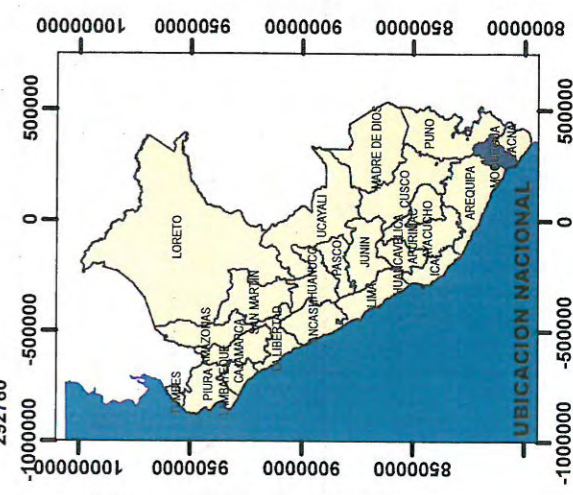 292760
-1000000
-500000
0
500000
10000000
10000000
LORETO
TUMBES
PIURA
AMAZONAS
9500000
9500000
LAMBAYEQUE
CAJAMARCA
SAN MARTIN
LA LIBERTAD
ANCASH
HUANUCO
UCAYALI
9000000
9000000
PASCO
JUNIN
LIMA
MADRE DE DIOS
HUANCAVELICA
CUSCO
APURIMAC
AYACUCHO
ICA
PUNO
8500000
8500000
AREQUIPA
MOQUEGUA
TACNA
UBICACION NACIONAL
8000000
-1000000
-500000
0
500000